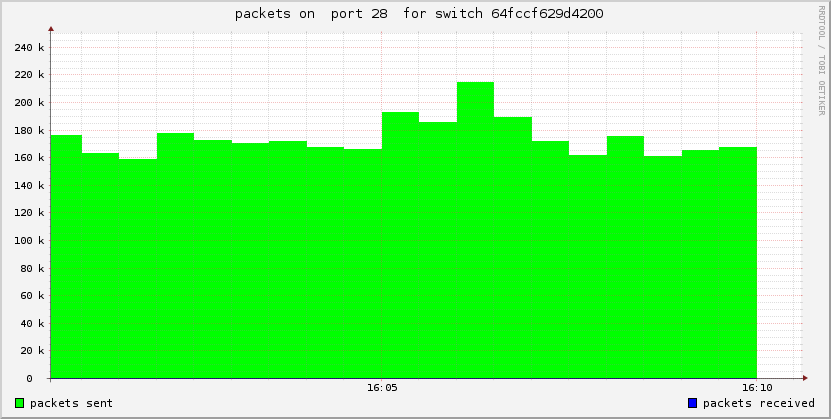 packets on  port 28  for switch 64fccf629d4200
RRDTOOL / TOBI OETIKER
240 k
220 k
200 k
180 k
160 k
140 k
120 k
100 k
80 k
60 k
40 k
20 k
0
16:05 16:10
packets sent packets received